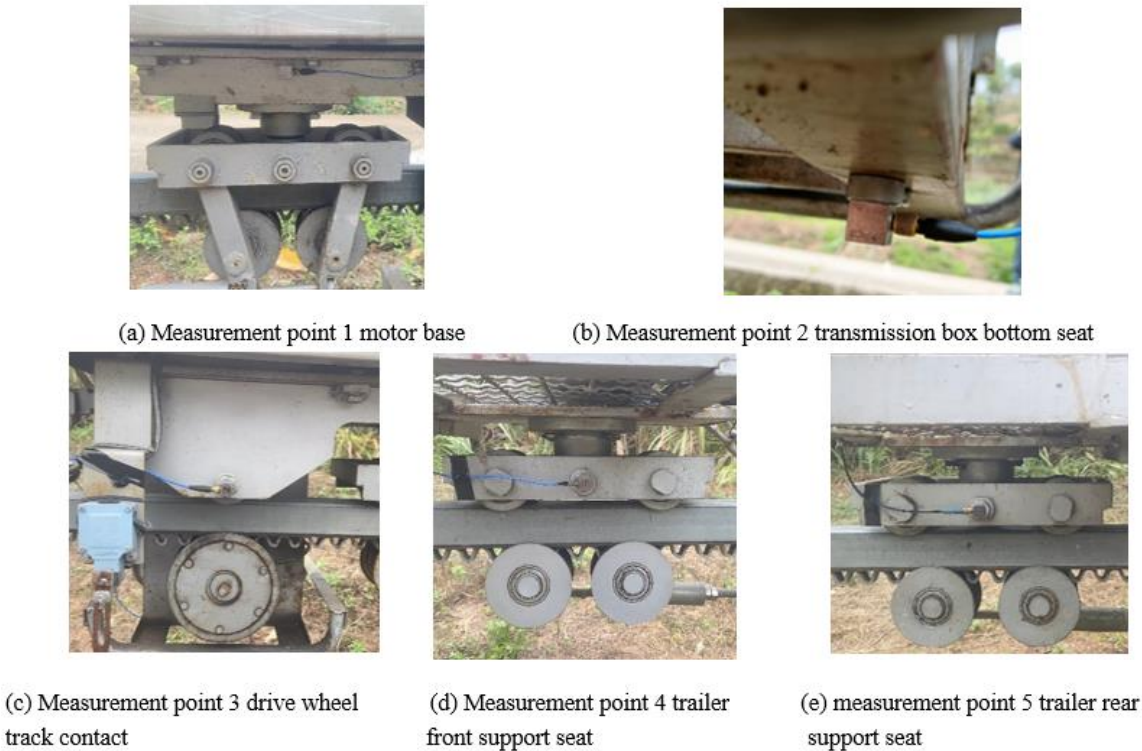 (a) Measurement point 1 motor base
(b) Measurement point 2 transmission box bottom seat
(c) Measurement point 3 drive wheel
track contact
(d) Measurement point 4 trailer
front support seat
(e) measurement point 5 trailer rear
support seat